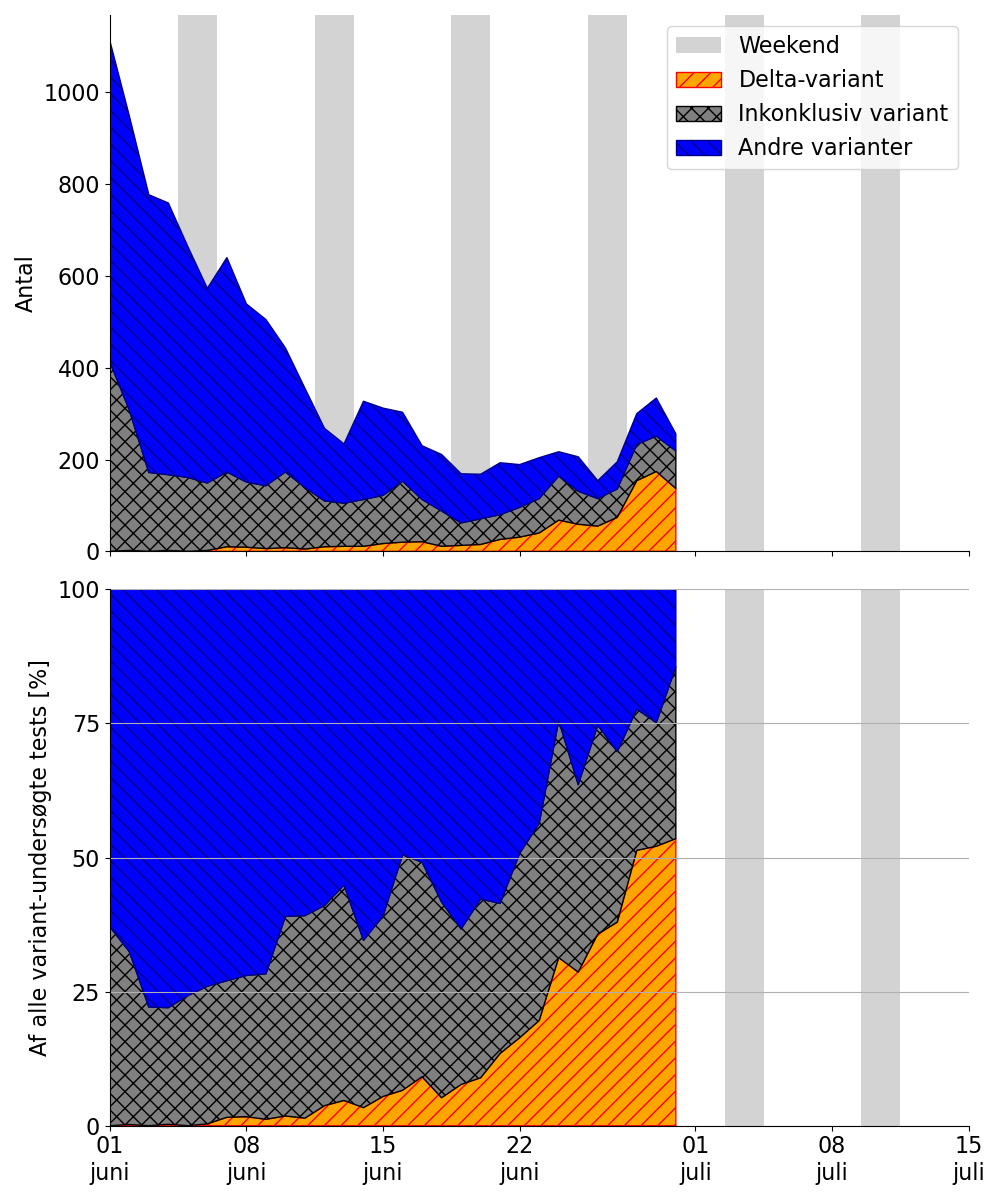 Weekend
Delta-variant
Inkonklusiv variant
Andre varianter
Antal
1000
800
600
400
200
0
Af alle variant-undersøgte tests [%]
100
75
50
25
0
01 08 15 22 01 08 15
juni juni juni juni juli juli juli